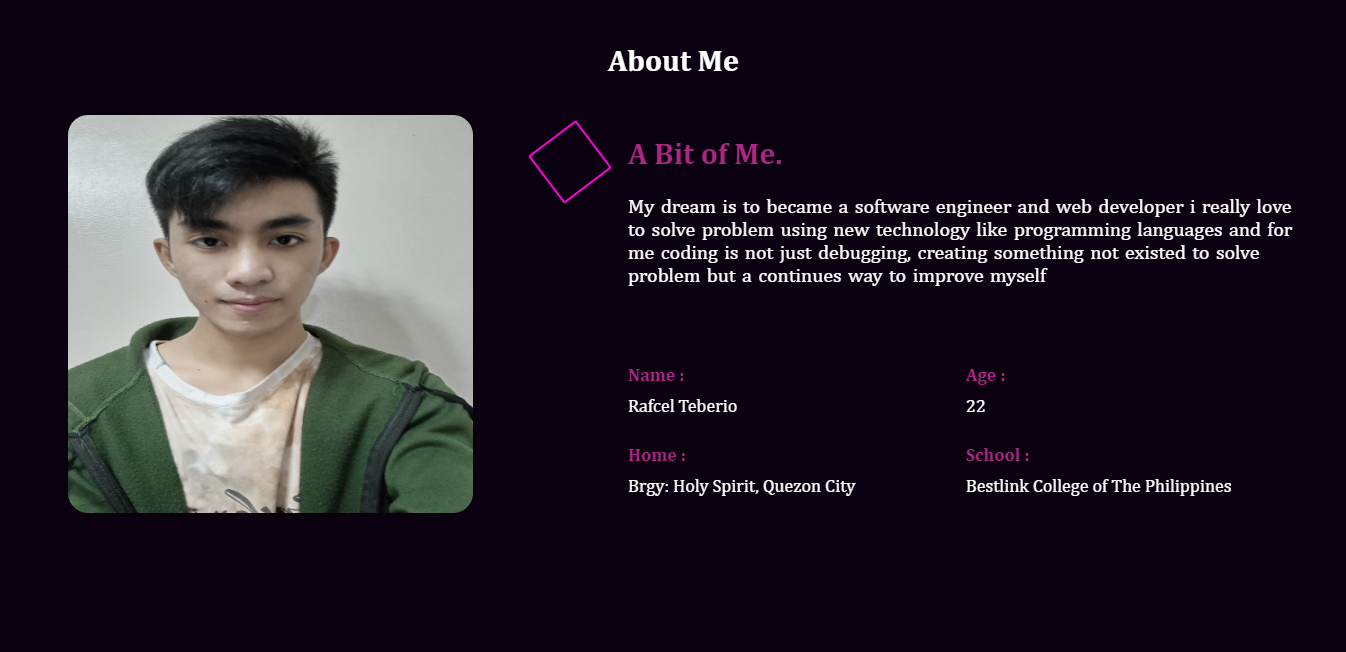 About Me
A Bit of Me.
My dream is to became a software engineer and web developer i really love
to solve problem using new technology like programming languages and for
me coding is not just debugging, creating something not existed to solve
problem but a continues way to improve myself
Name :
Age :
Rafcel Teberio
22
Home :
School :
Brgy: Holy Spirit, Quezon City
Bestlink College of The Philippines